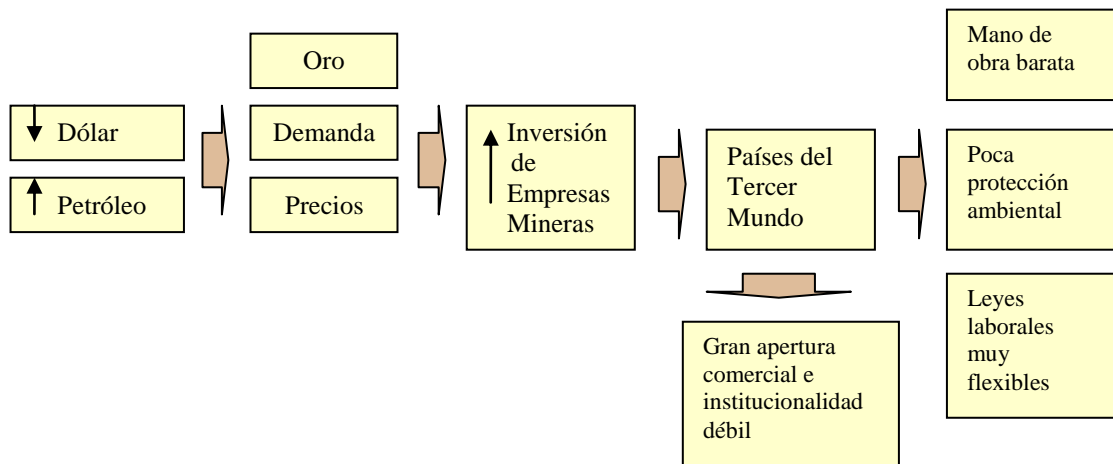 Oro
Dólar
Petróleo
Demanda
Precios
Inversión
de
Empresas
Mineras
Países del
Tercer
Mundo
Mano de
obra barata
Poca
protección
ambiental
Leyes
laborales
muy
flexibles
Gran apertura
comercial e
institucionalidad
débil